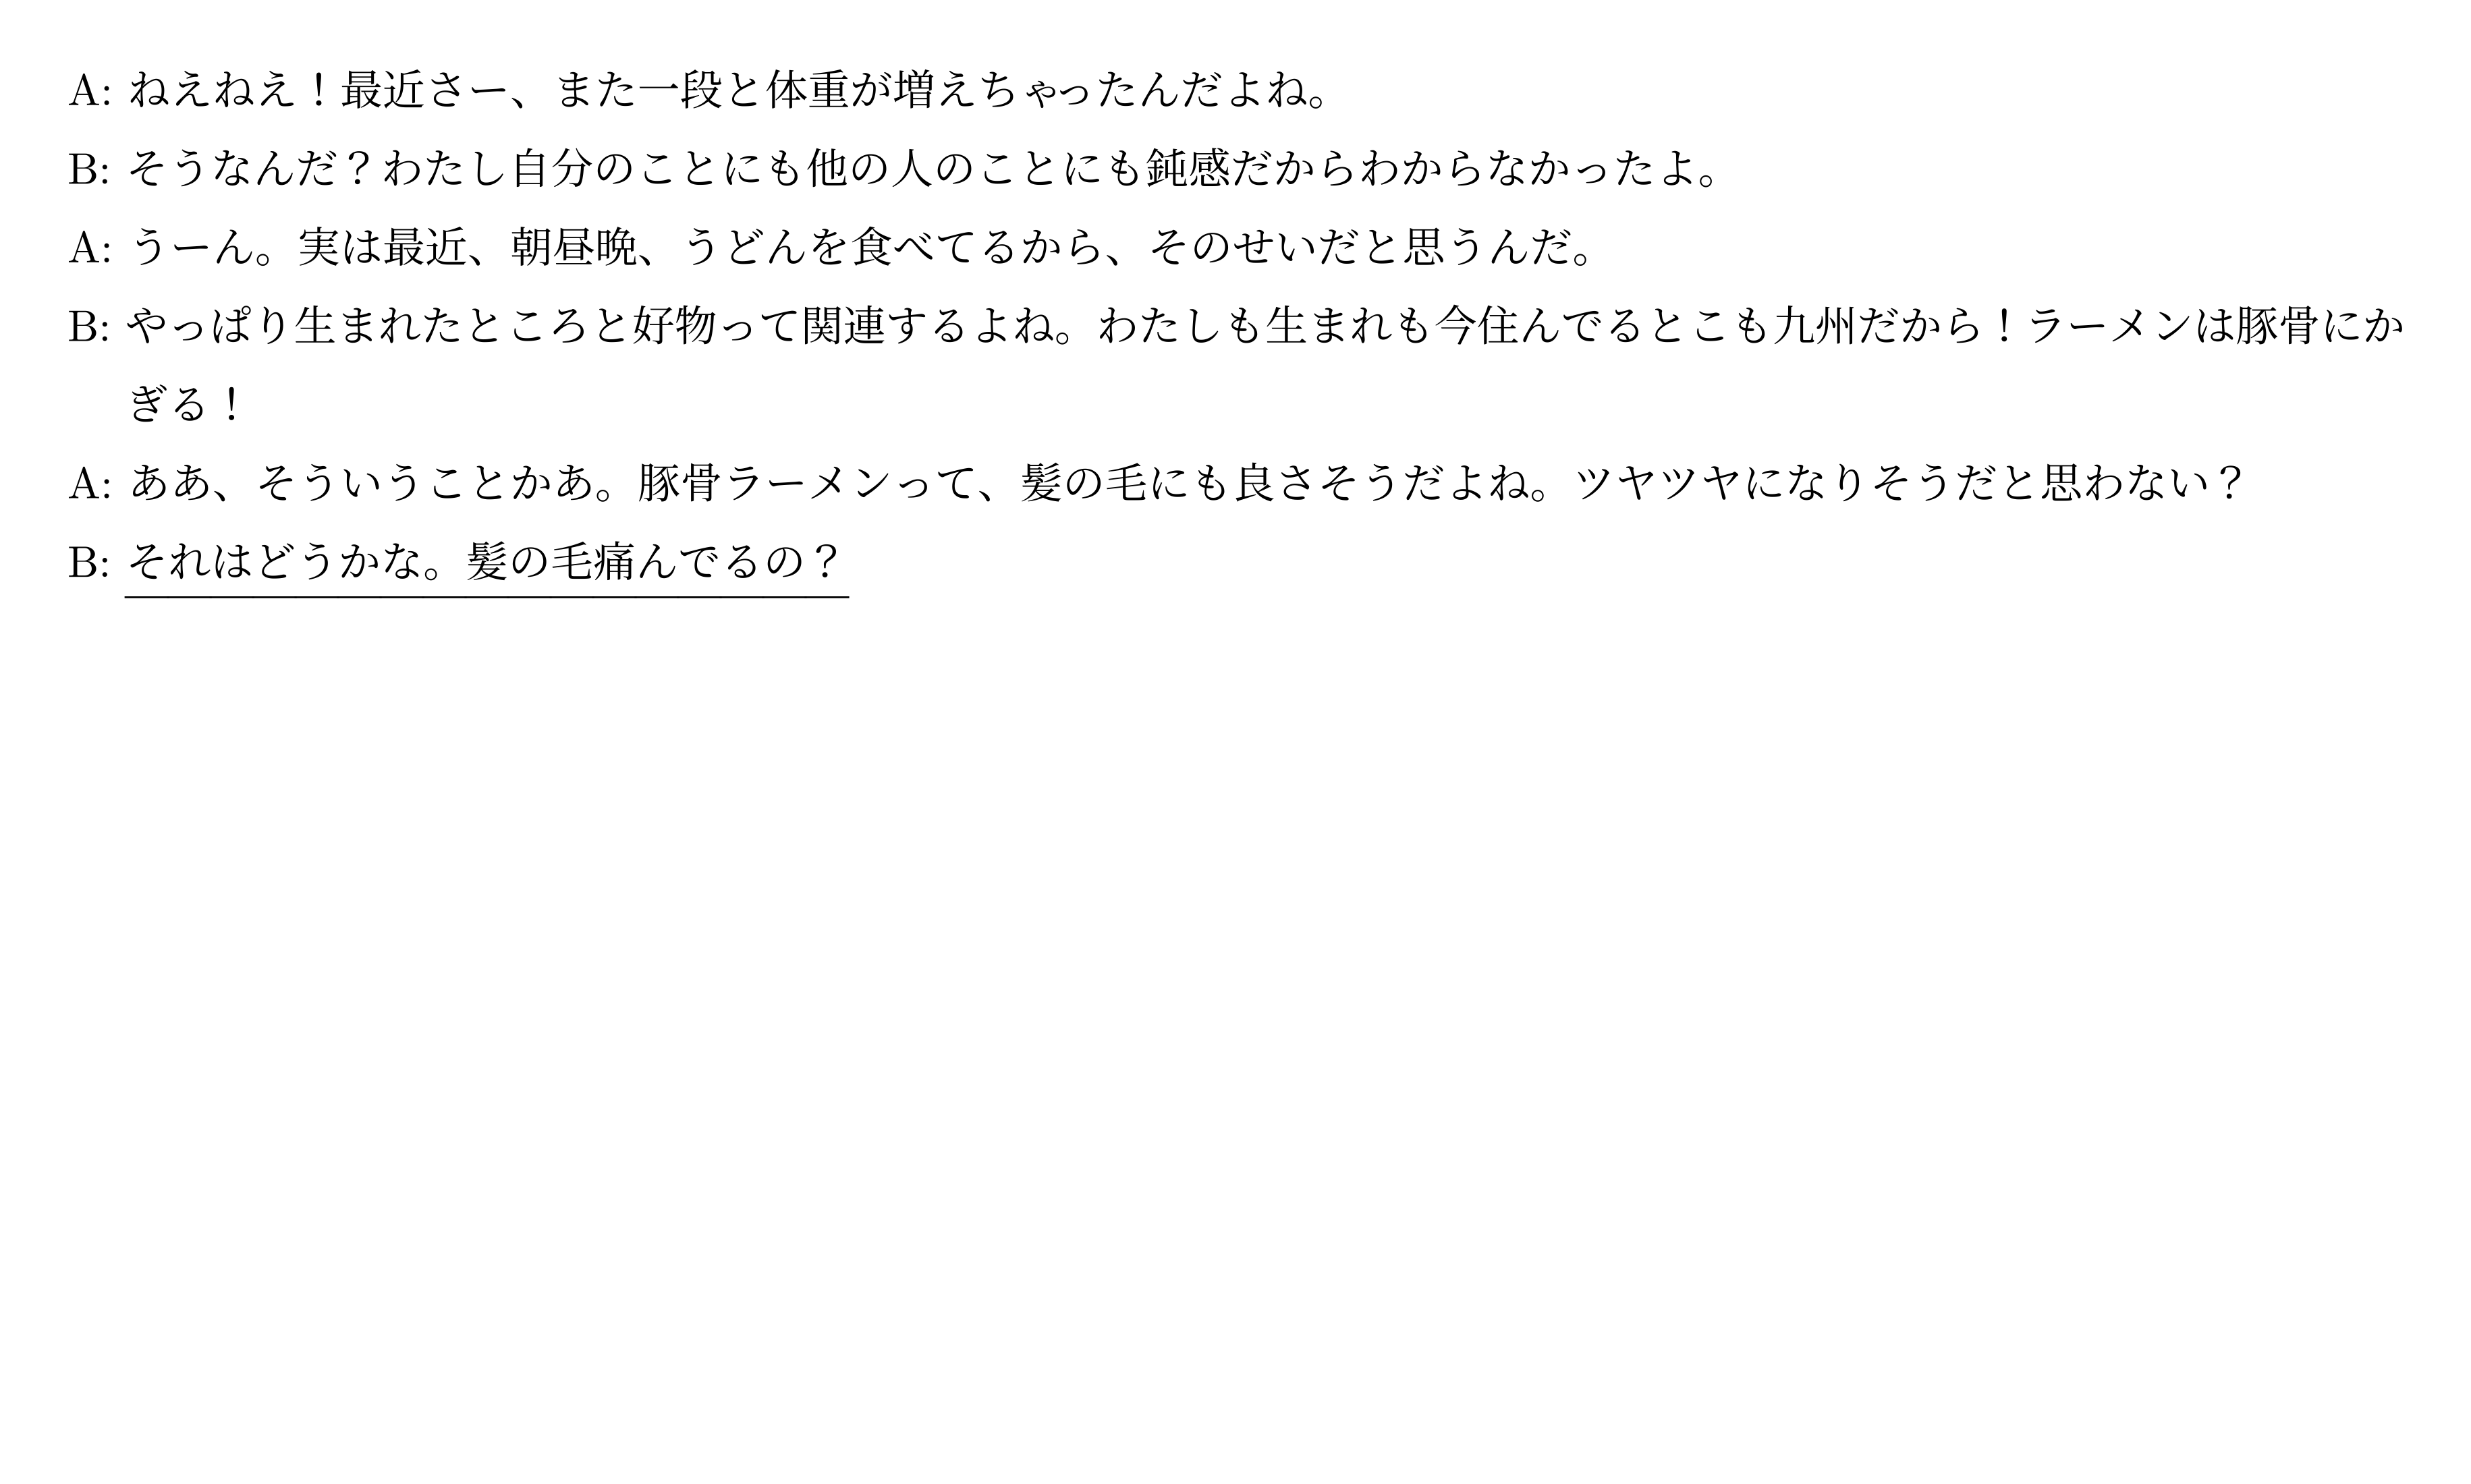 A: ねえねえ！最近さー、また一段と体重が増えちゃったんだよね。
B: そうなんだ？わたし自分のことにも他の人のことにも鈍感だからわからなかったよ。
A: うーん。実は最近、朝昼晩、うどんを食べてるから、そのせいだと思うんだ。
B: やっぱり生まれたところと好物って関連するよね。わたしも生まれも今住んでるとこも九州だから！ラーメンは豚骨にか
ぎる！
A: ああ、そういうことかあ。豚骨ラーメンって、髪の毛にも良さそうだよね。ツヤツヤになりそうだと思わない？
B: それはどうかな。髪の毛痛んでるの？